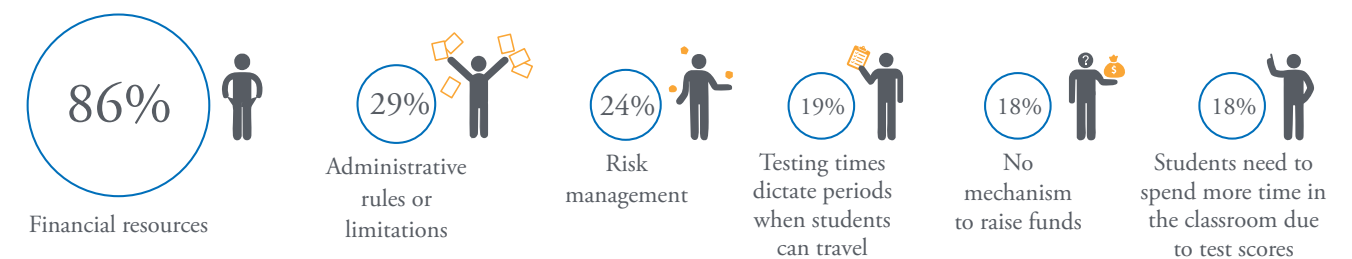 86%
Financial resources
29%
Administrative
rules or
limitations
24%
Risk
management
19%
Testing times
dictate periods
when students
can travel
?
$
18%
No
mechanism
to raise funds
18%
Students need to
spend more time in
the classroom due
to test scores